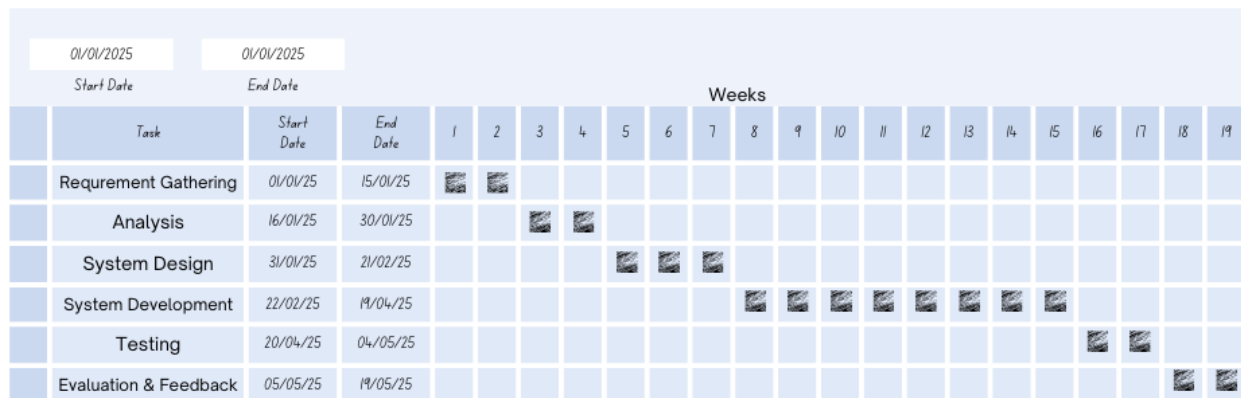 01/01/2025 01/01/2025
Start Date End Date
Weeks
Task Start Date End Date 1 2 3 4 5 6 7 8 9 10 11 12 13 14 15 16 17 18 19
Requrement Gathering 01/01/25 15/01/25
Analysis 16/01/25 30/01/25
System Design 31/01/25 21/02/25
System Development 22/02/25 19/04/25
Testing 20/04/25 04/05/25
Evaluation & Feedback 05/05/25 19/05/25